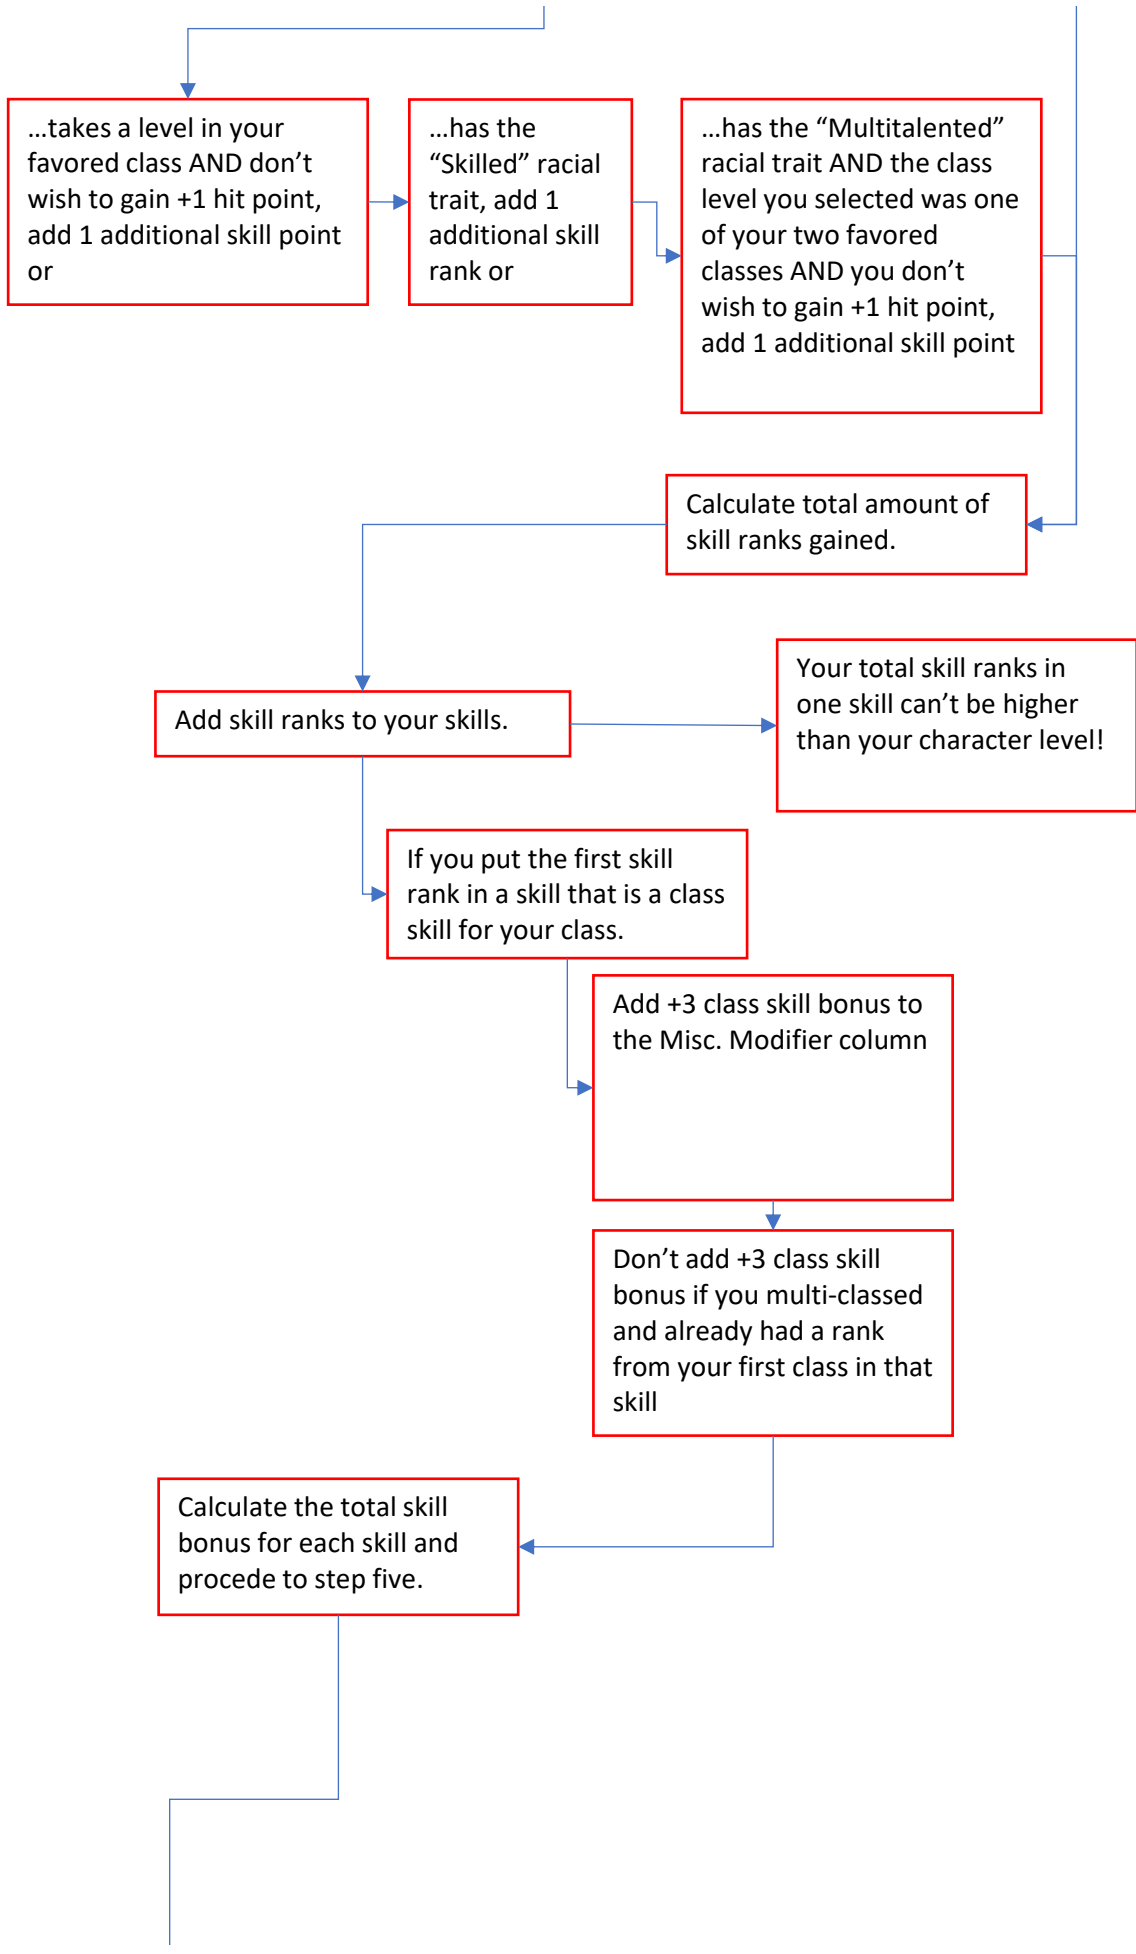 …takes a level in your
favored class AND don’t
wish to gain +1 hit point,
add 1 additional skill point
or
…has the
“Skilled” racial
trait, add 1
additional skill
rank or
…has the “Multitalented”
racial trait AND the class
level you selected was one
of your two favored
classes AND you don’t
wish to gain +1 hit point,
add 1 additional skill point
Calculate total amount of
skill ranks gained.
Your total skill ranks in
one skill can’t be higher
than your character level!
Add skill ranks to your skills.
If you put the first skill
rank in a skill that is a class
skill for your class.
Add +3 class skill bonus to
the Misc. Modifier column
Don’t add +3 class skill
bonus if you multi-classed
and already had a rank
from your first class in that
skill
Calculate the total skill
bonus for each skill and
procede to step five.